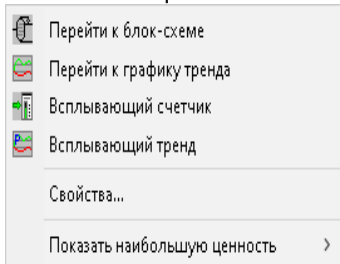 Перейти к блок-схеме
Перейти к графику тренда
Всплывающий счетчик
Всплывающий тренд
Свойства...
Показать наибольшую ценность